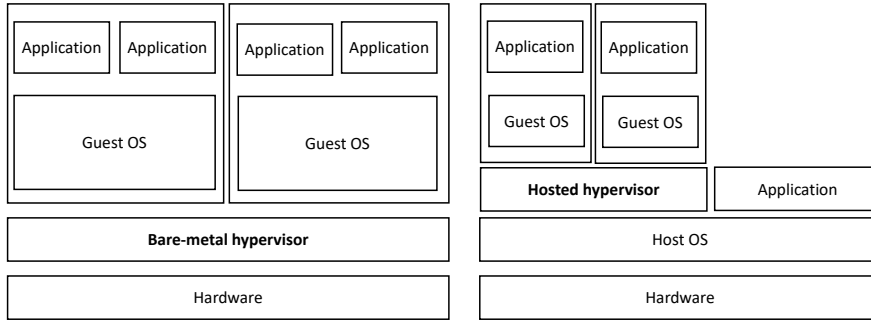 Application
Application
Guest OS
Application
Application
Guest OS
Bare-metal hypervisor
Hardware
Application
Guest OS
Application
Guest OS
Hosted hypervisor
Application
Host OS
Hardware